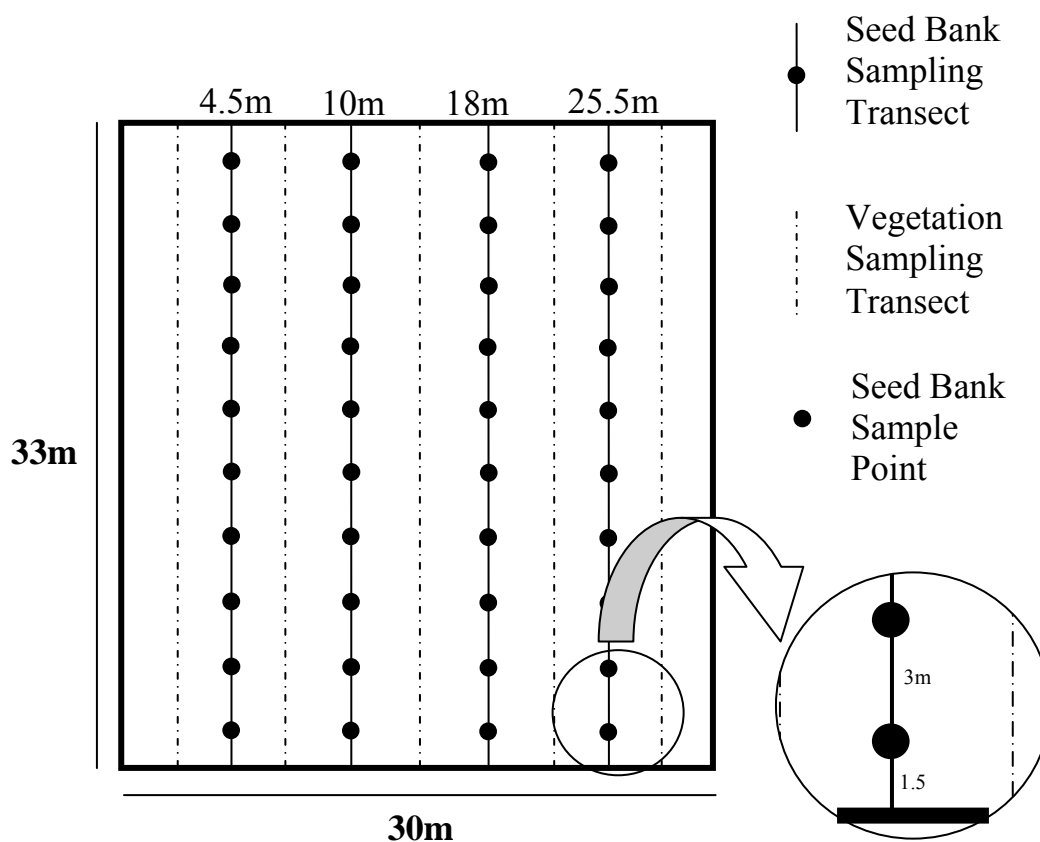 4.5m 10m 18m 25.5m
33m
30m
Seed Bank
Sampling
Transect
Vegetation
Sampling
Transect
Seed Bank
Sample
Point
3m
1.5